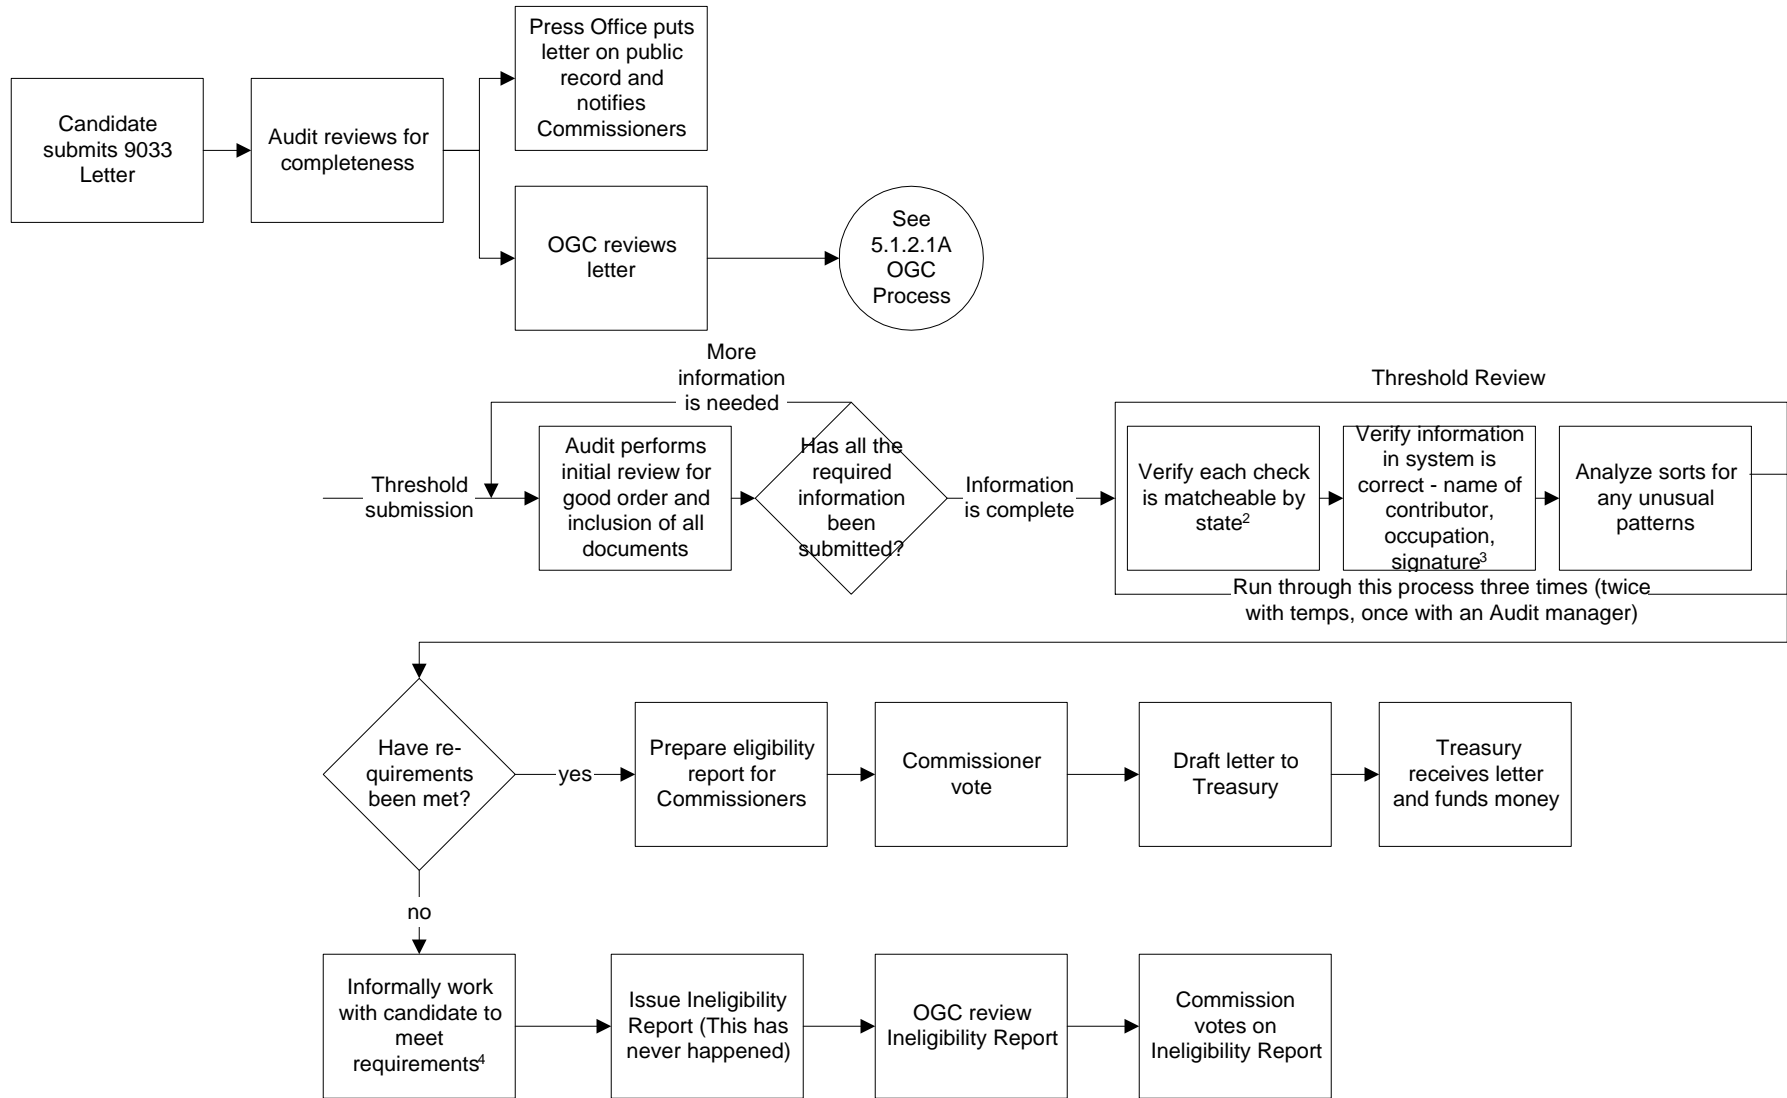 Press Office puts
letter on public
record and
notifies
Commissioners
Candidate
submits 9033
Letter
Audit reviews for
completeness
OGC reviews
letter
See
5.1.2.1A
OGC
Process
More
information
is needed
Threshold Review
Threshold
submission
Audit performs
initial review for
good order and
inclusion of all
documents
Has all the
required
information
been
submitted?
Information
is complete
Verify each check
is matcheable by
state²
Verify information
in system is
correct - name of
contributor,
occupation,
signature³
Analyze sorts for
any unusual
patterns
Run through this process three times (twice
with temps, once with an Audit manager)
Have re-
quirements
been met?
yes
Prepare eligibility
report for
Commissioners
Commissioner
vote
Draft letter to
Treasury
Treasury
receives letter
and funds money
no
Informally work
with candidate to
meet
requirements⁴
Issue Ineligibility
Report (This has
never happened)
OGC review
Ineligibility Report
Commission
votes on
Ineligibility Report